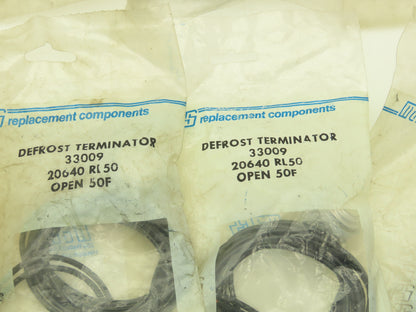 replacement components
DEFROST TERMINATOR
33009
20640 RL50
OPEN 50F
replacement components
DEFROST TERMINATOR
33009
20640 RL50
OPEN 50F